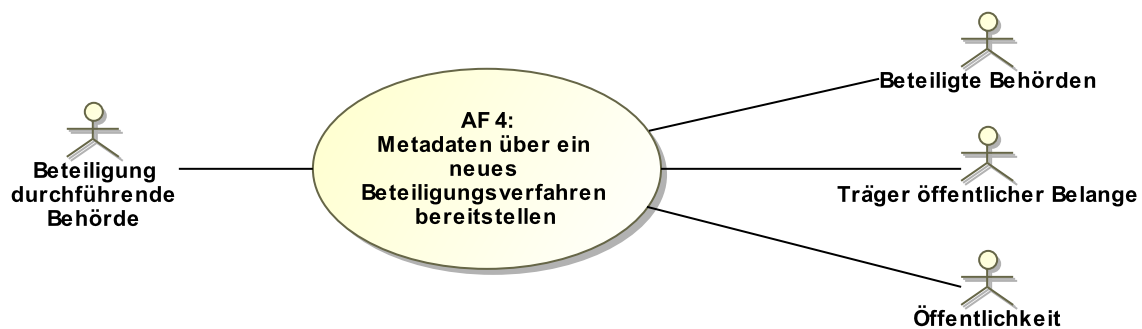 Beteiligung
durchführende
Behörde
AF 4:
Metadaten über ein
neues
Beteiligungsverfahren
bereitstellen
Beteiligte Behörden
Träger öffentlicher Belange
Öffentlichkeit